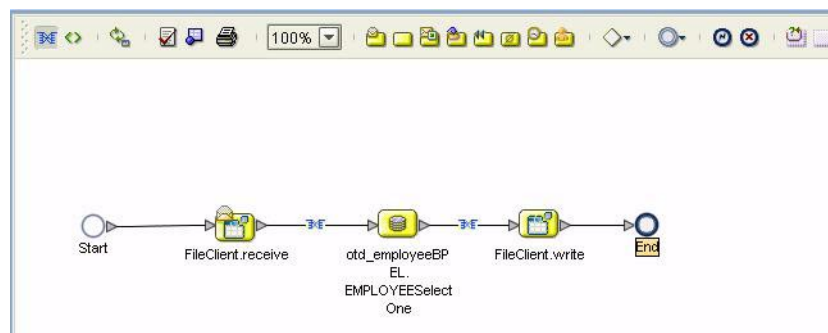 100%
Start
FileClient.receive
otd_employeeBP
EL.
EMPLOYEESelect
One
FileClient.write
End